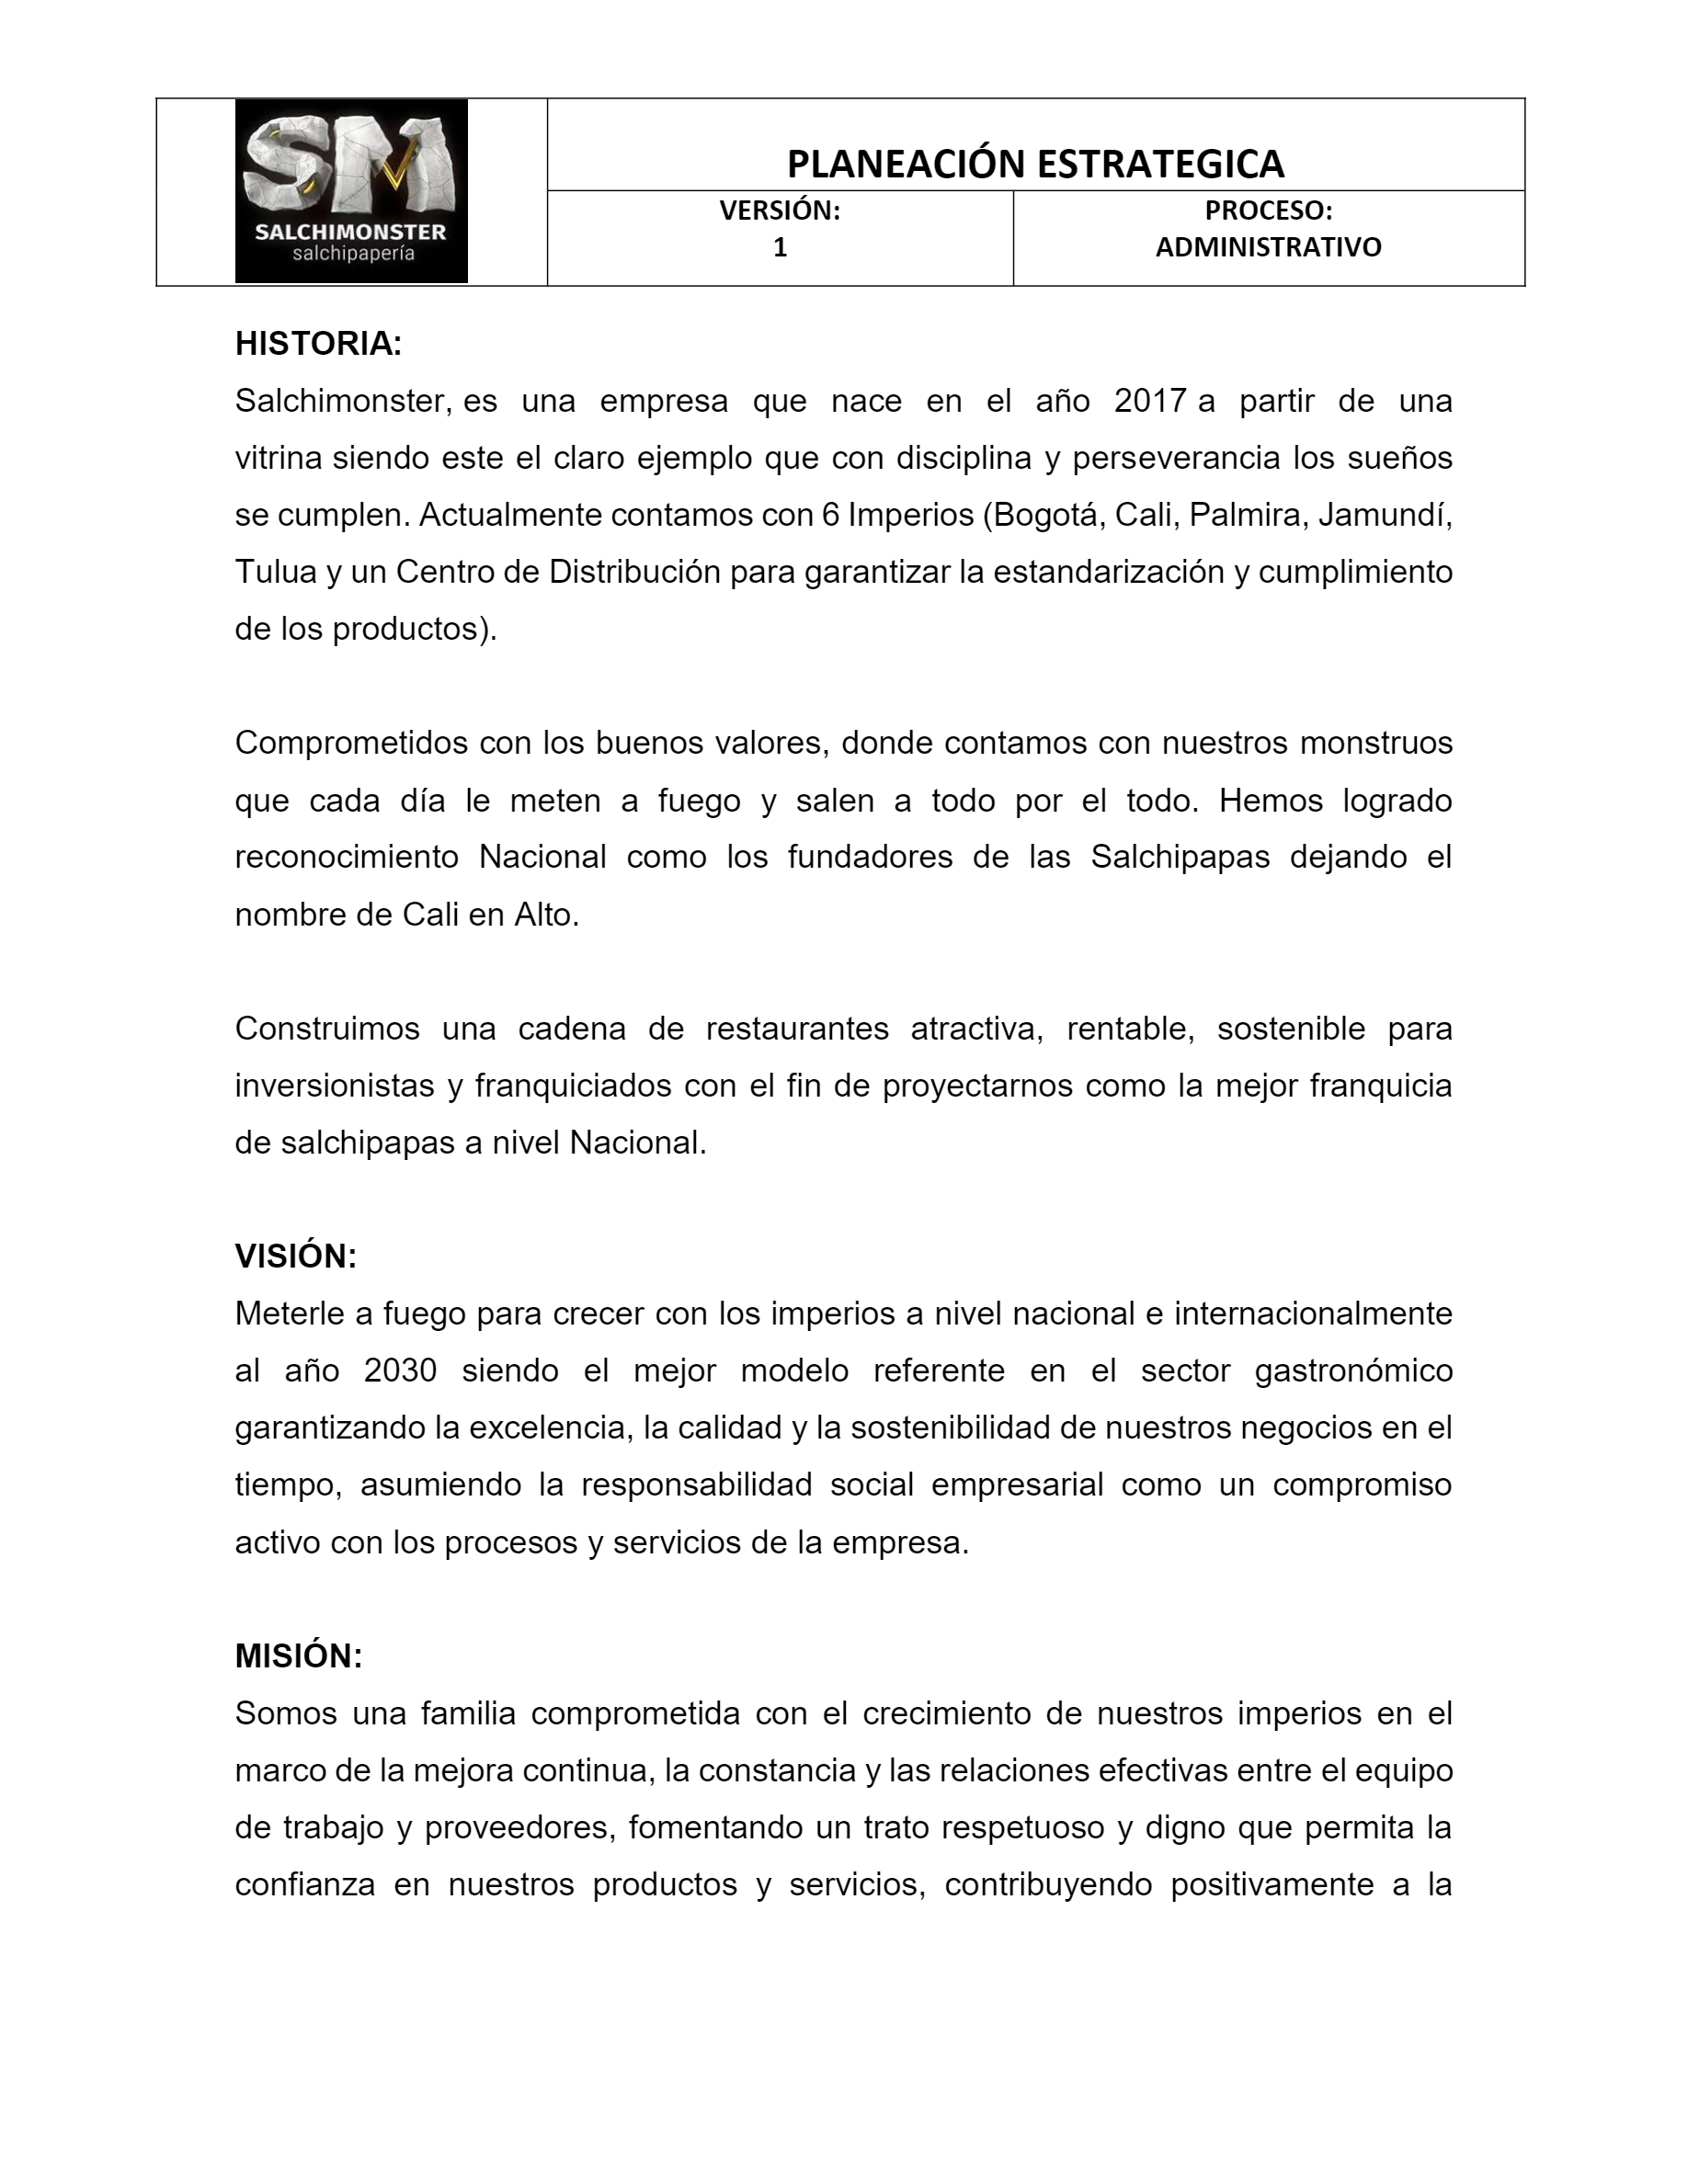 SM
SALCHIMONSTER
salchipapería
PLANEACIÓN ESTRATEGICA
VERSIÓN:
1
PROCESO:
ADMINISTRATIVO
HISTORIA:
Salchimonster, es una empresa que nace en el año 2017 a partir de una
vitrina siendo este el claro ejemplo que con disciplina y perseverancia los sueños
se cumplen. Actualmente contamos con 6 Imperios (Bogotá, Cali, Palmira, Jamundí,
Tulua y un Centro de Distribución para garantizar la estandarización y cumplimiento
de los productos).
Comprometidos con los buenos valores, donde contamos con nuestros monstruos
que cada día le meten a fuego y salen a todo por el todo. Hemos logrado
reconocimiento Nacional como los fundadores de las Salchipapas dejando el
nombre de Cali en Alto.
Construimos una cadena de restaurantes atractiva, rentable, sostenible para
inversionistas y franquiciados con el fin de proyectarnos como la mejor franquicia
de salchipapas a nivel Nacional.
VISIÓN:
Meterle a fuego para crecer con los imperios a nivel nacional e internacionalmente
al año 2030 siendo el mejor modelo referente en el sector gastronómico
garantizando la excelencia, la calidad y la sostenibilidad de nuestros negocios en el
tiempo, asumiendo la responsabilidad social empresarial como un compromiso
activo con los procesos y servicios de la empresa.
MISIÓN:
Somos una familia comprometida con el crecimiento de nuestros imperios en el
marco de la mejora continua, la constancia y las relaciones efectivas entre el equipo
de trabajo y proveedores, fomentando un trato respetuoso y digno que permita la
confianza en nuestros productos y servicios, contribuyendo positivamente a la